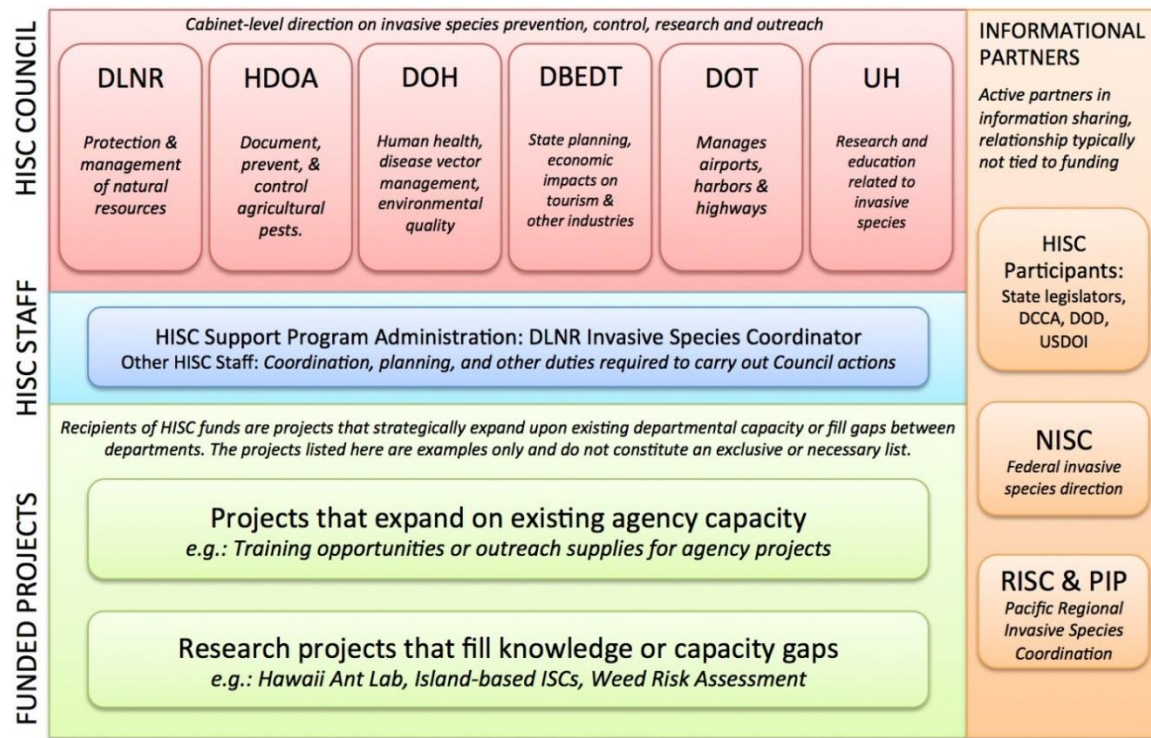 HISC COUNCIL
Cabinet-level direction on invasive species prevention, control, research and outreach
DLNR
Protection &
management
of natural
resources
HDOA
Document,
prevent, &
control
agricultural
pests.
DOH
Human health,
disease vector
management,
environmental
quality
DBEDT
State planning,
economic
impacts on
tourism &
other industries
DOT
Manages
airports,
harbors &
highways
UH
Research and
education
related to
invasive
species
HISC STAFF
HISC Support Program Administration: DLNR Invasive Species Coordinator
Other HISC Staff: Coordination, planning, and other duties required to carry out Council actions
FUNDED PROJECTS
Recipients of HISC funds are projects that strategically expand upon existing departmental capacity or fill gaps between
departments. The projects listed here are examples only and do not constitute an exclusive or necessary list.
Projects that expand on existing agency capacity
e.g.: Training opportunities or outreach supplies for agency projects
Research projects that fill knowledge or capacity gaps
e.g.: Hawaii Ant Lab, Island-based ISCs, Weed Risk Assessment
INFORMATIONAL
PARTNERS
Active partners in
information sharing,
relationship typically
not tied to funding
HISC
Participants:
State legislators,
DCCA, DOD,
USDOI
NISC
Federal invasive
species direction
RISC & PIP
Pacific Regional
Invasive Species
Coordination